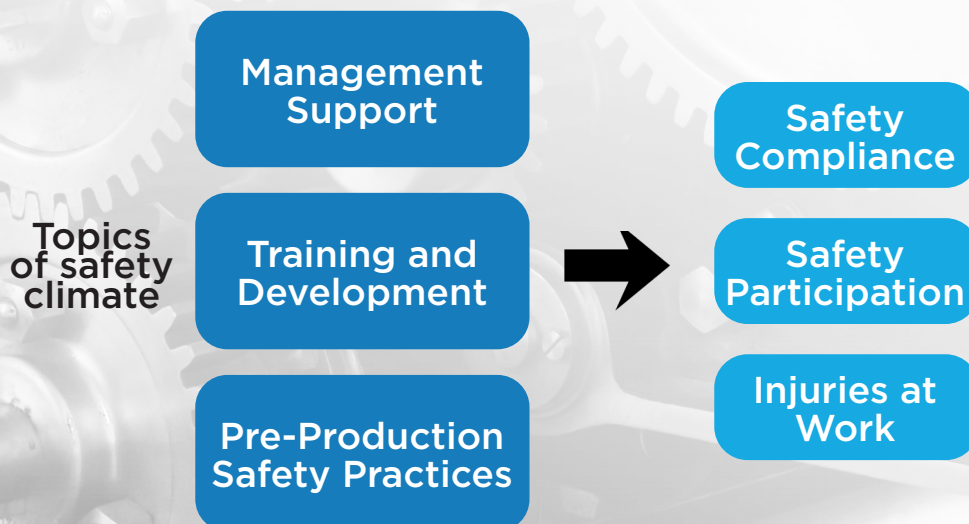 Topics
of safety
climate
Management
Support
Training and
Development
Pre-Production
Safety Practices
Safety
Compliance
Safety
Participation
Injuries at
Work